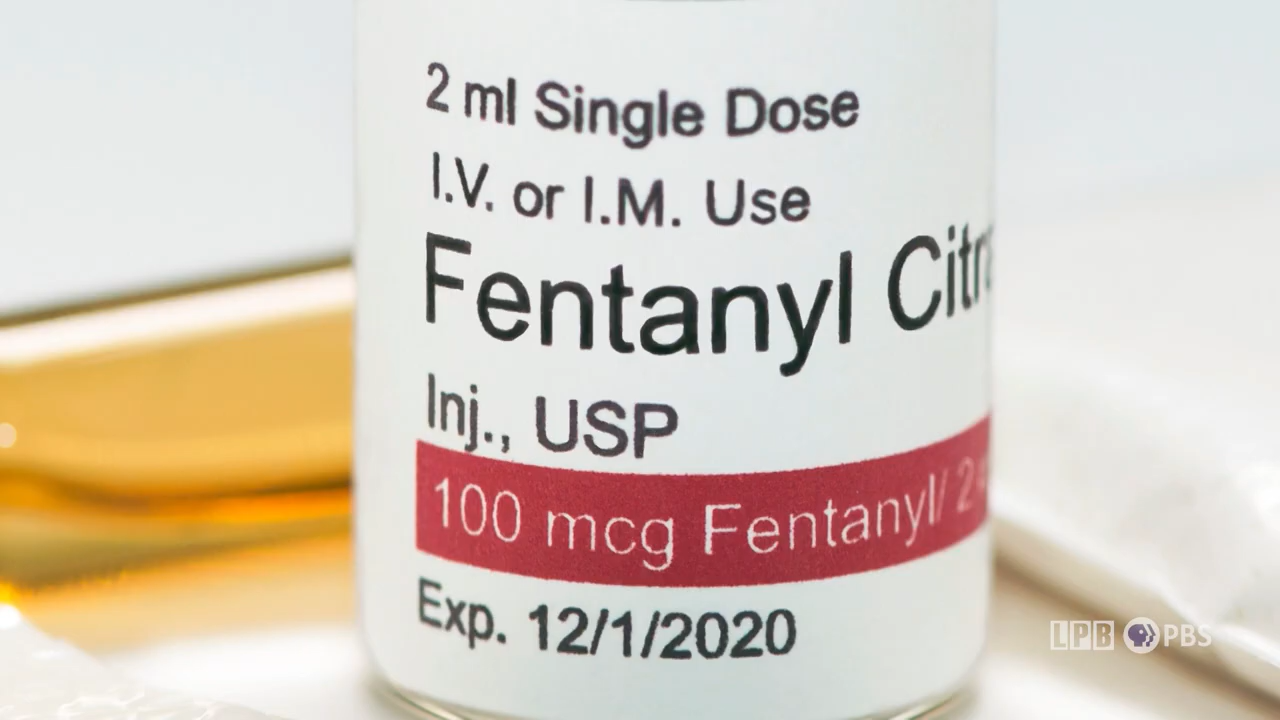 2 ml Single Dose
I.V. or I.M. Use
Fentanyl Citr
Inj., USP
100 mcg Fentanyl/ 2
Exp. 12/1/2020
LPB PBS